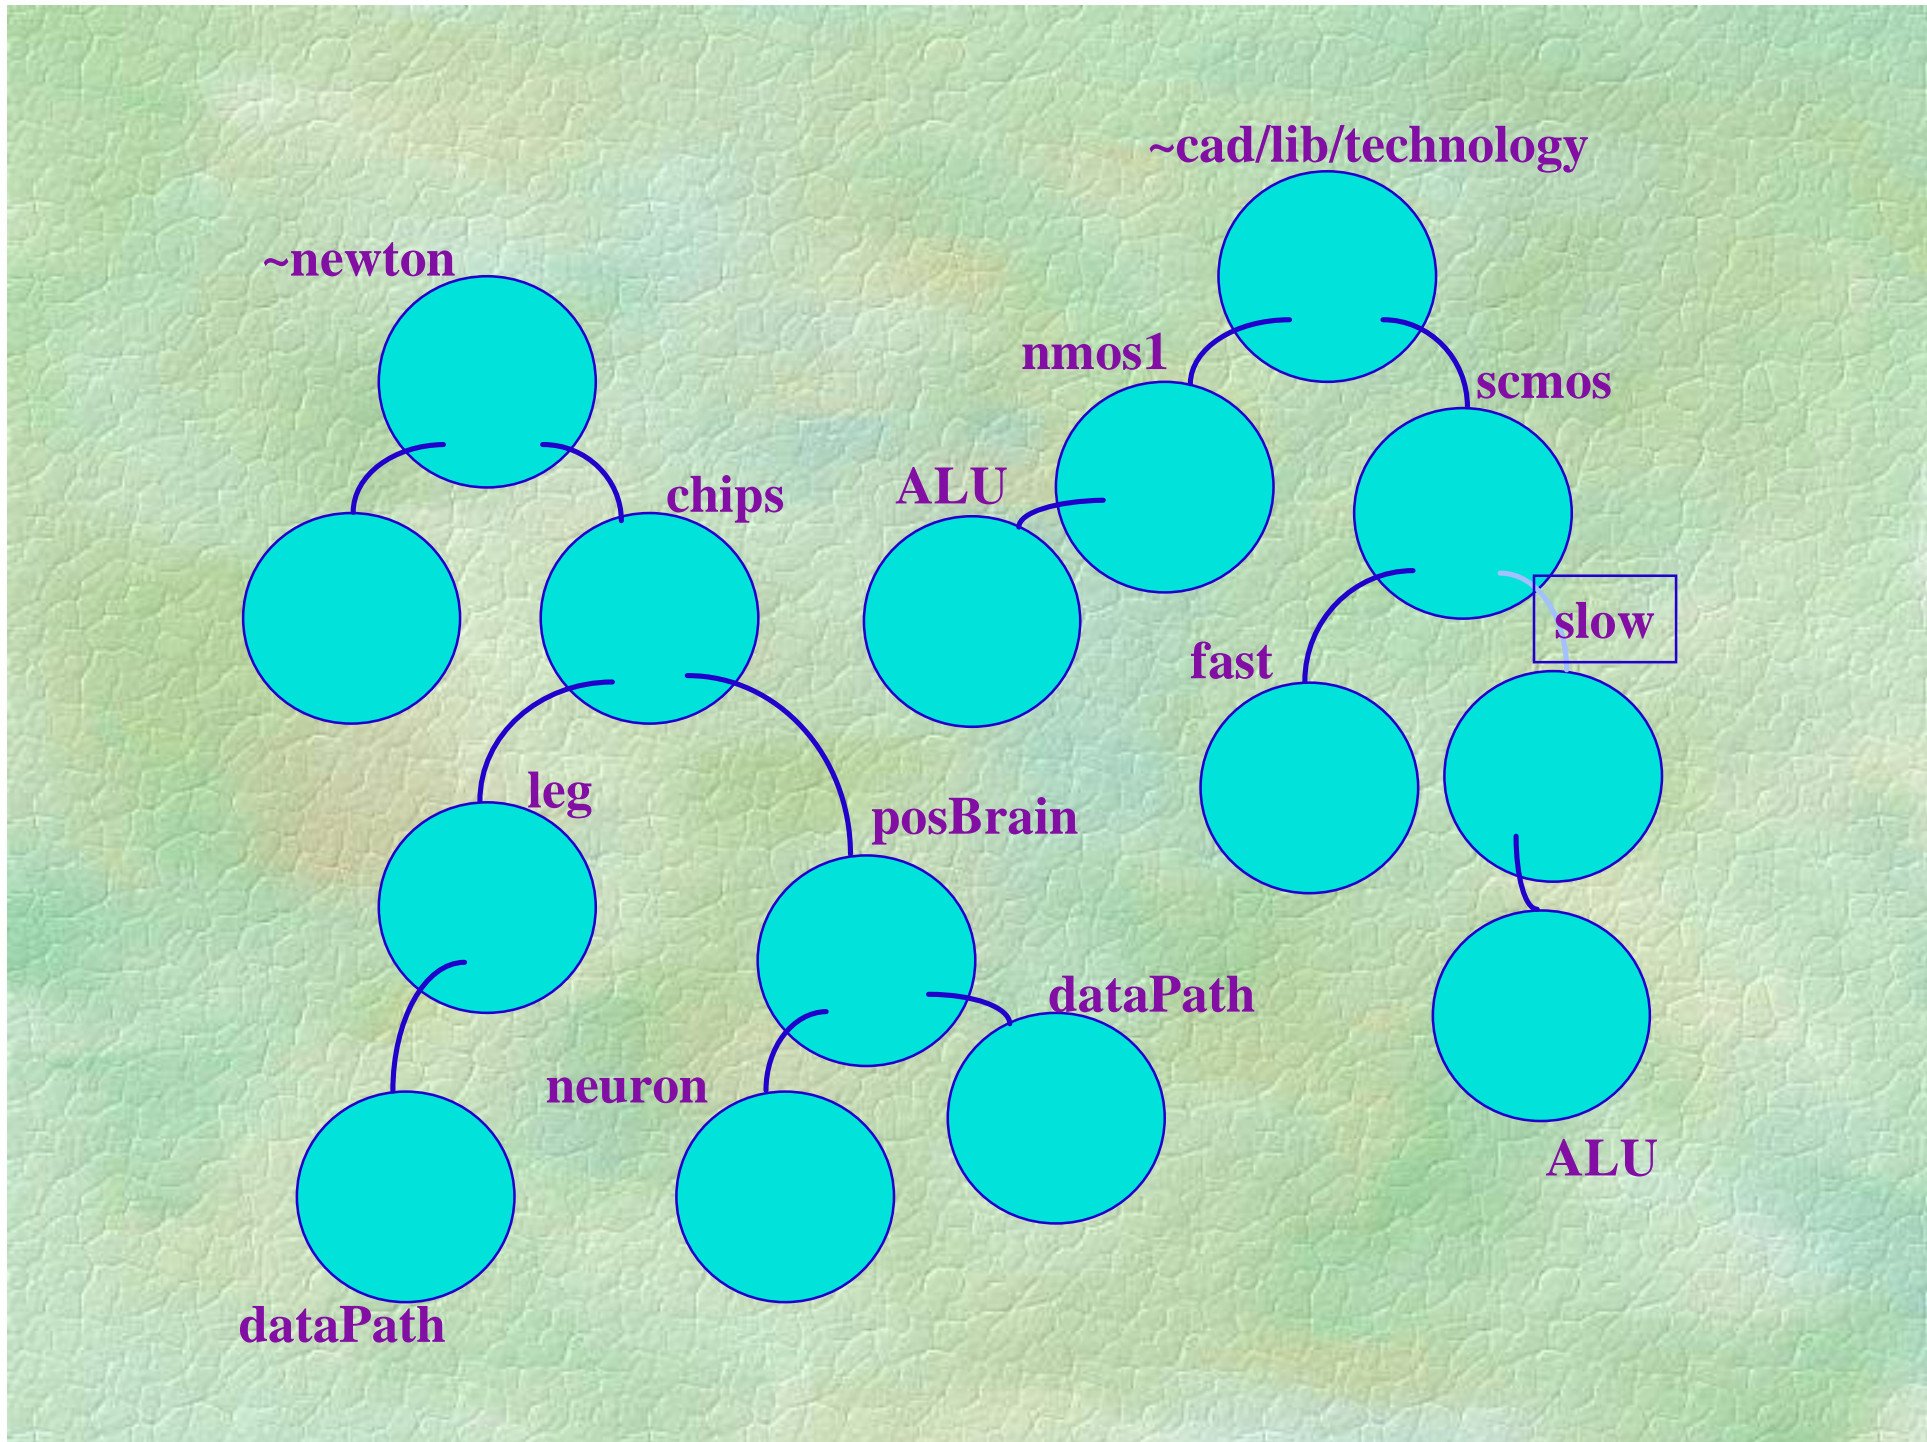 ~cad/lib/technology
~newton
nmos1
scmos
ALU
chips
slow
fast
leg
posBrain
dataPath
neuron
ALU
dataPath